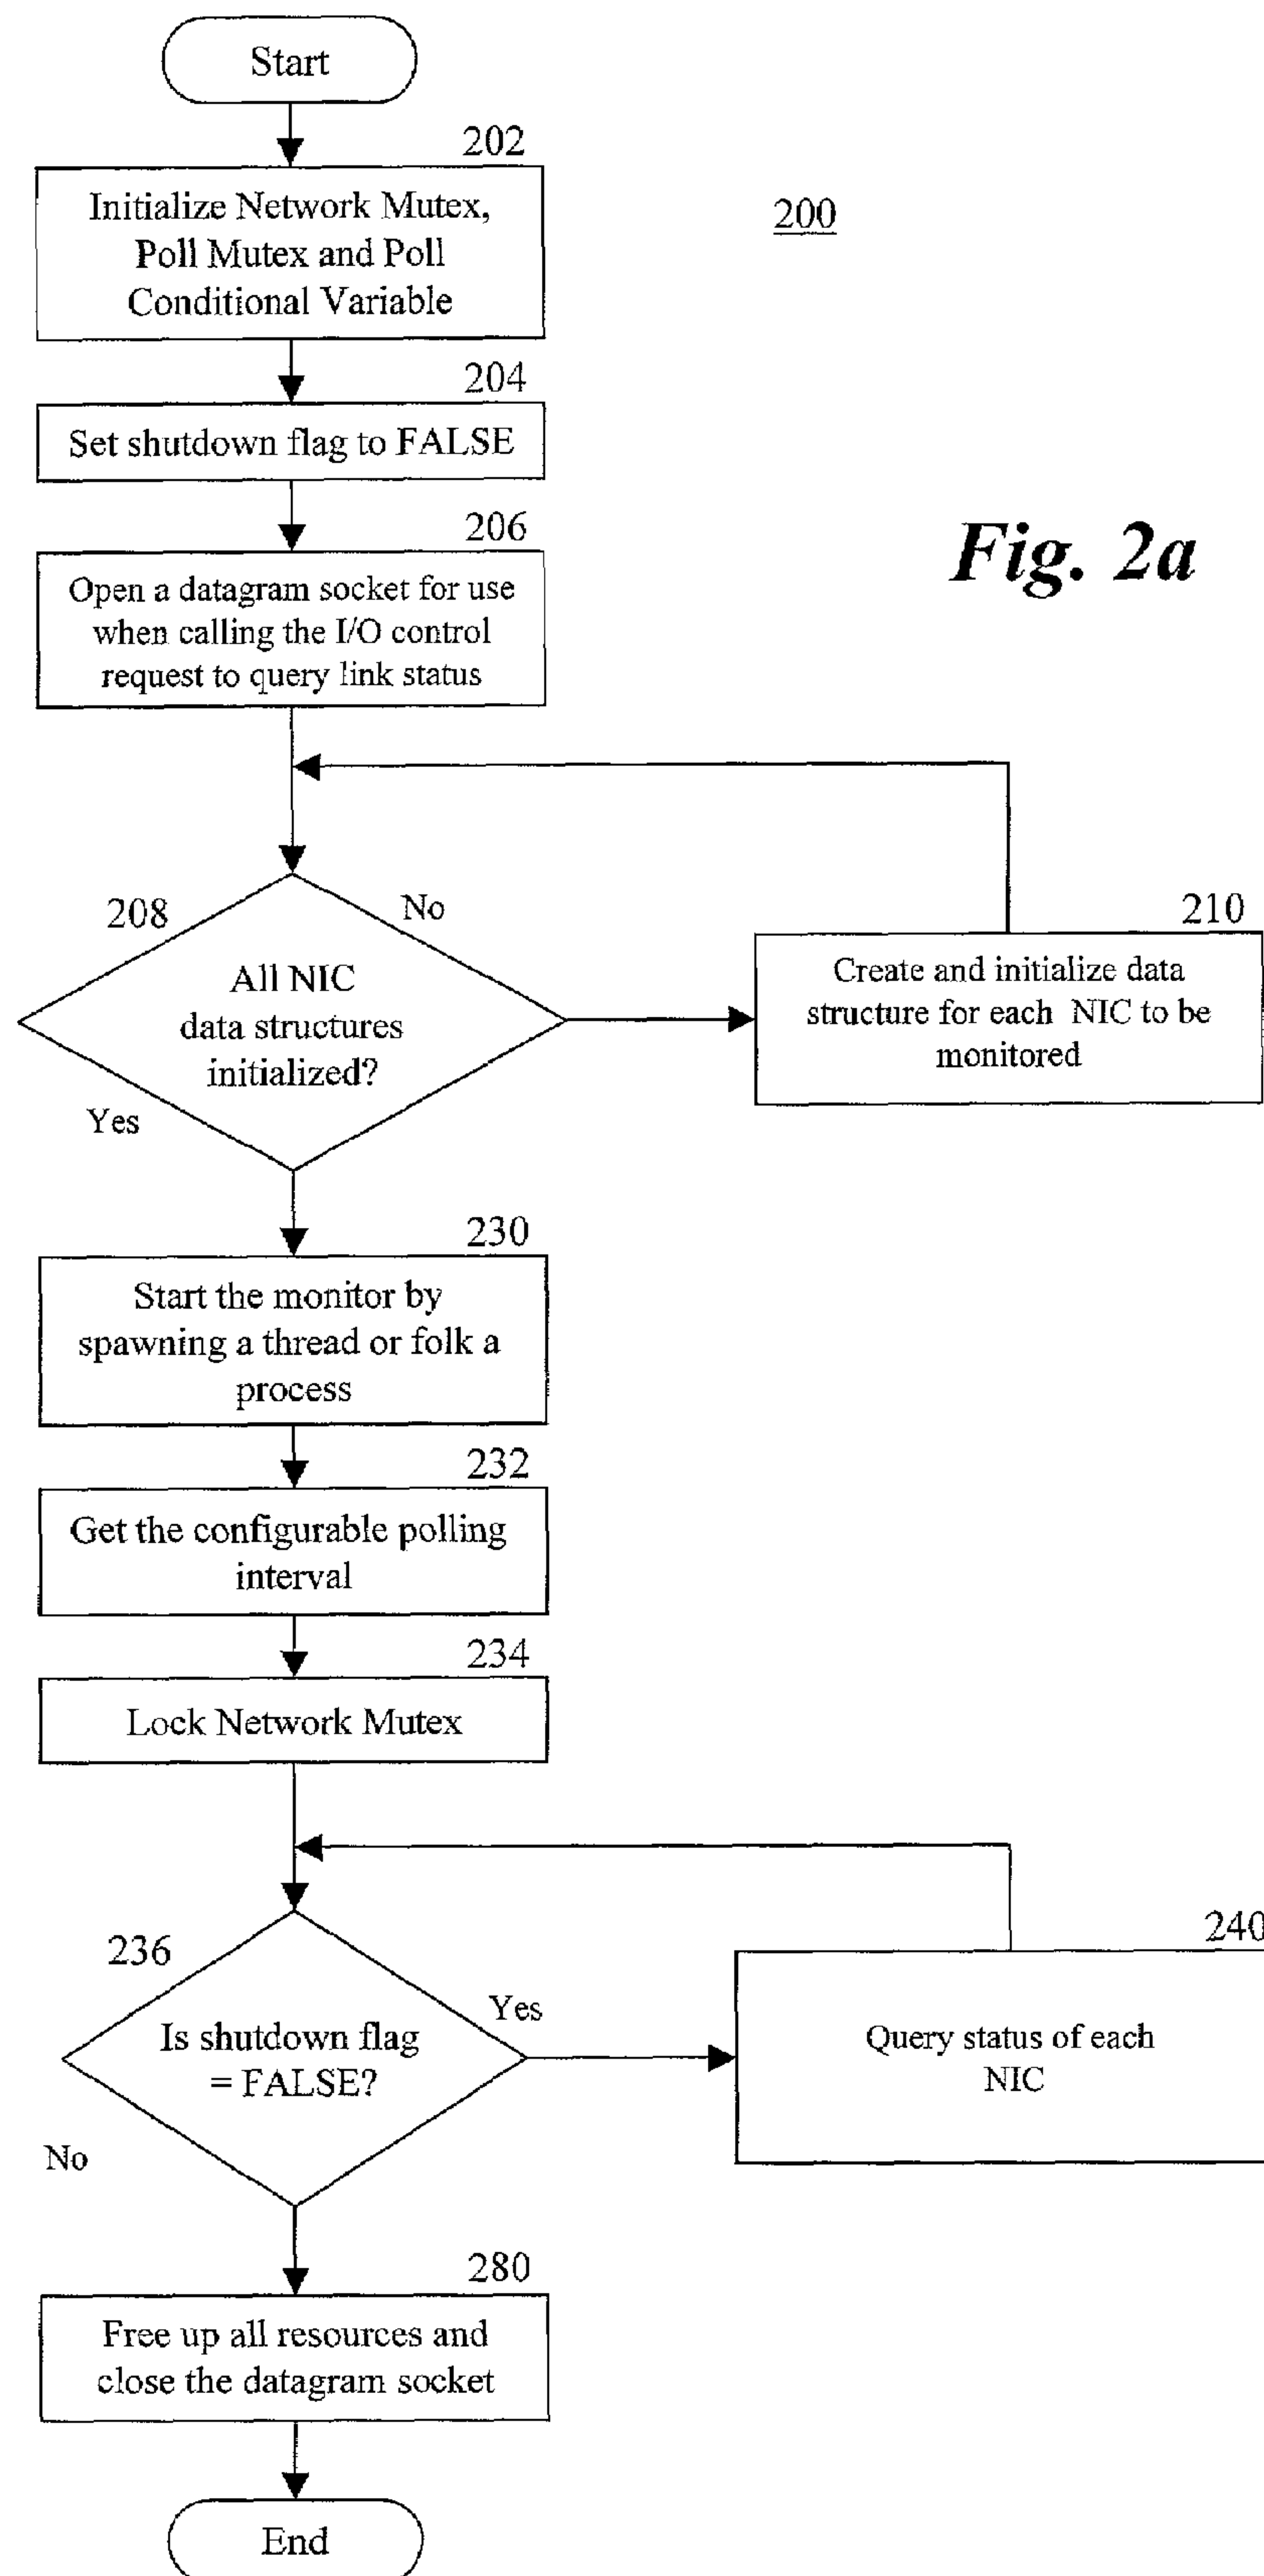 Start
202
Initialize Network Mutex,
Poll Mutex and Poll
Conditional Variable
200
204
Set shutdown flag to FALSE
206
Open a datagram socket for use
when calling the I/O control
request to query link status
Fig. 2a
208
No
All NIC
data structures
initialized?
Yes
210
Create and initialize data
structure for each NIC to be
monitored
230
Start the monitor by
spawning a thread or folk a
process
232
Get the configurable polling
interval
234
Lock Network Mutex
236
Is shutdown flag
= FALSE?
Yes
No
240
Query status of each
NIC
280
Free up all resources and
close the datagram socket
End